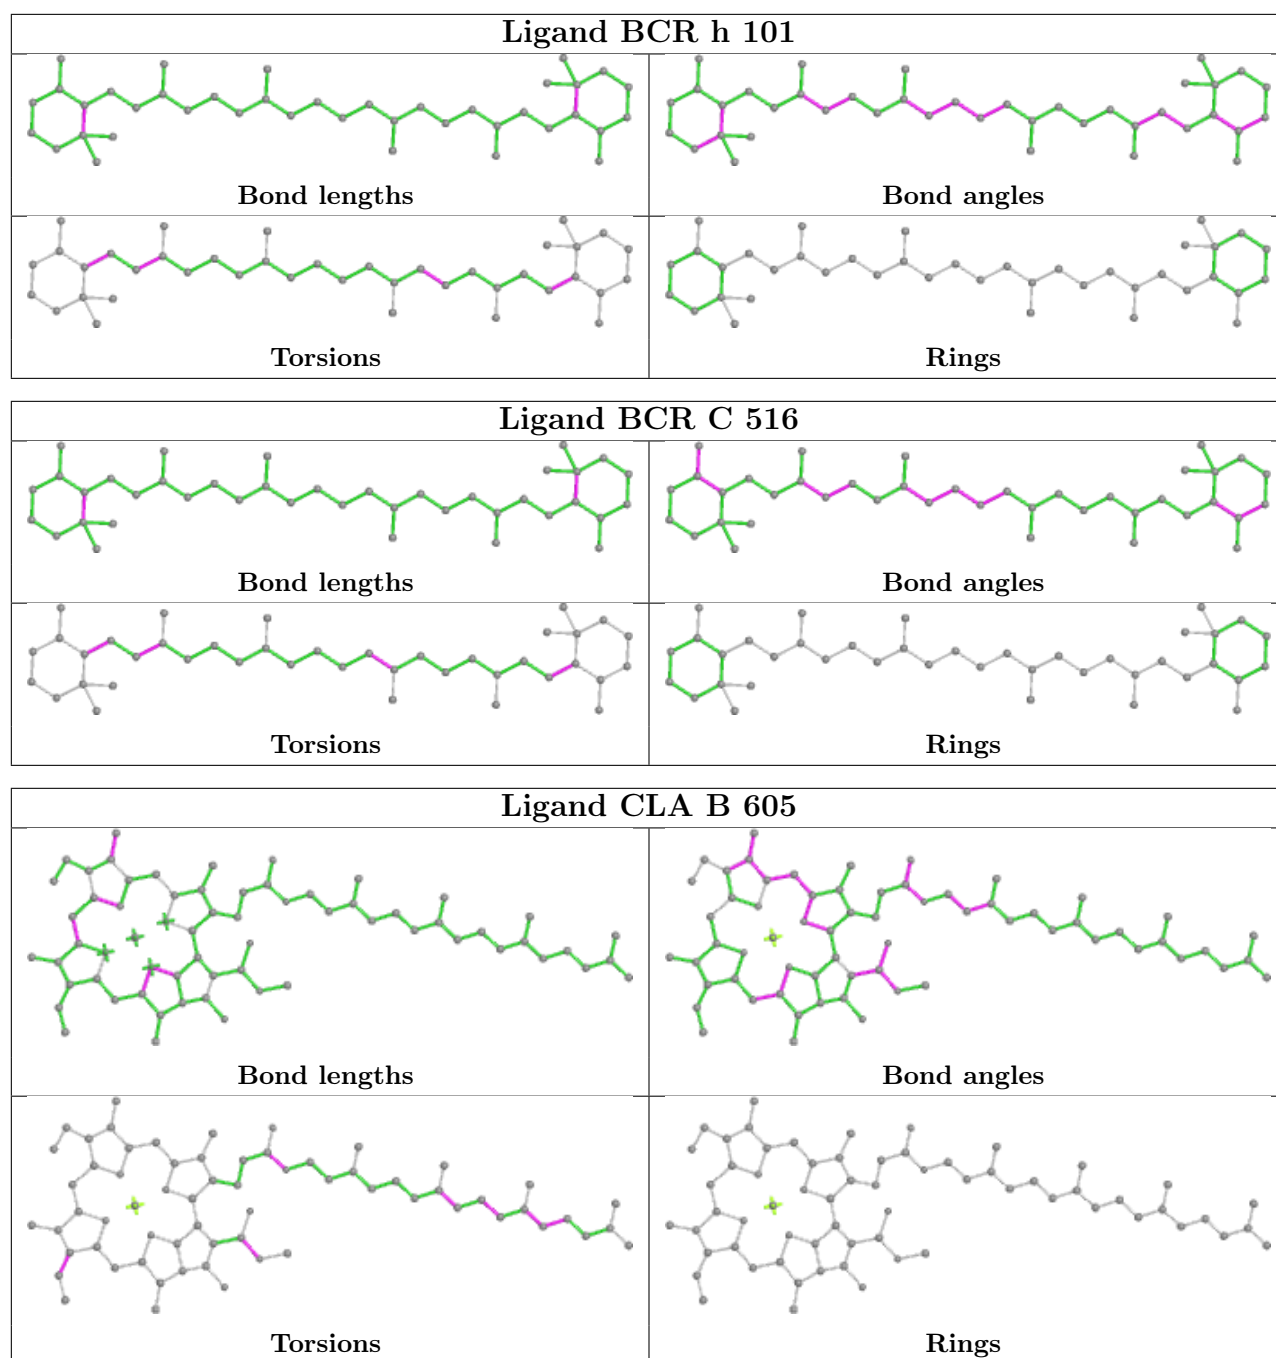 Ligand BCR h 101
Bond lengths
Bond angles
Torsions
Rings
Ligand BCR C 516
Bond lengths
Bond angles
Torsions
Rings
Ligand CLA B 605
Bond lengths
Bond angles
Torsions
Rings